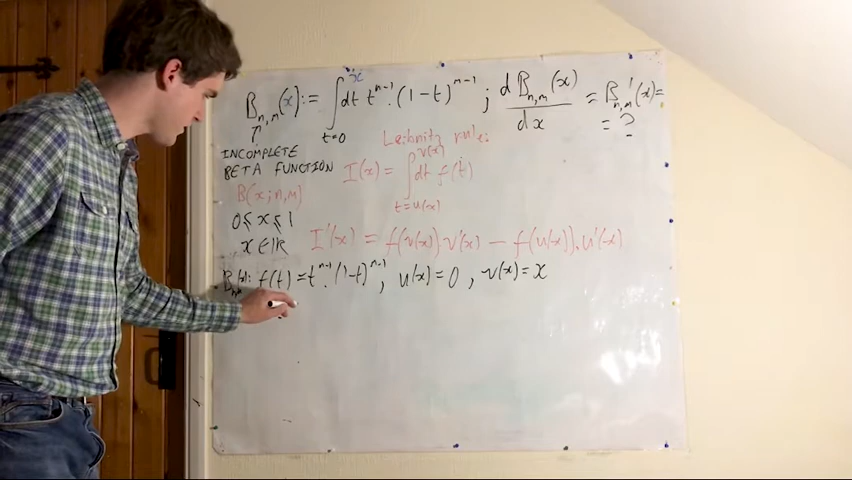 B_{n,m}(x) := ∫_{t=0}^{x} dt t^{n-1}.(1-t)^{m-1} ; dB_{n,m}(x)/dx = B'_{n,m}(x) =
= ?
↑
INCOMPLETE
BETA FUNCTION
B(x; n, m)
0 ⩽ x ⩽ 1
x ∈ ℝ
Leibnitz rule:
I(x) = ∫_{t=u(x)}^{v(x)} dt f(t)
I'(x) = f(v(x)) v'(x) - f(u(x)).u'(x)
B_{n,m}(x): f(t) = t^{n-1}.(1-t)^{m-1}, u(x) = 0, v(x) = x